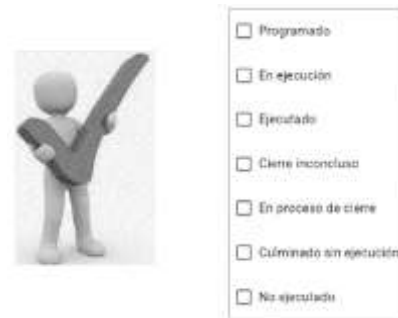 Programado
En ejecución
Ejecutado
Cierre inconcluso
En proceso de cierre
Culminado sin ejecución
No ejecutado